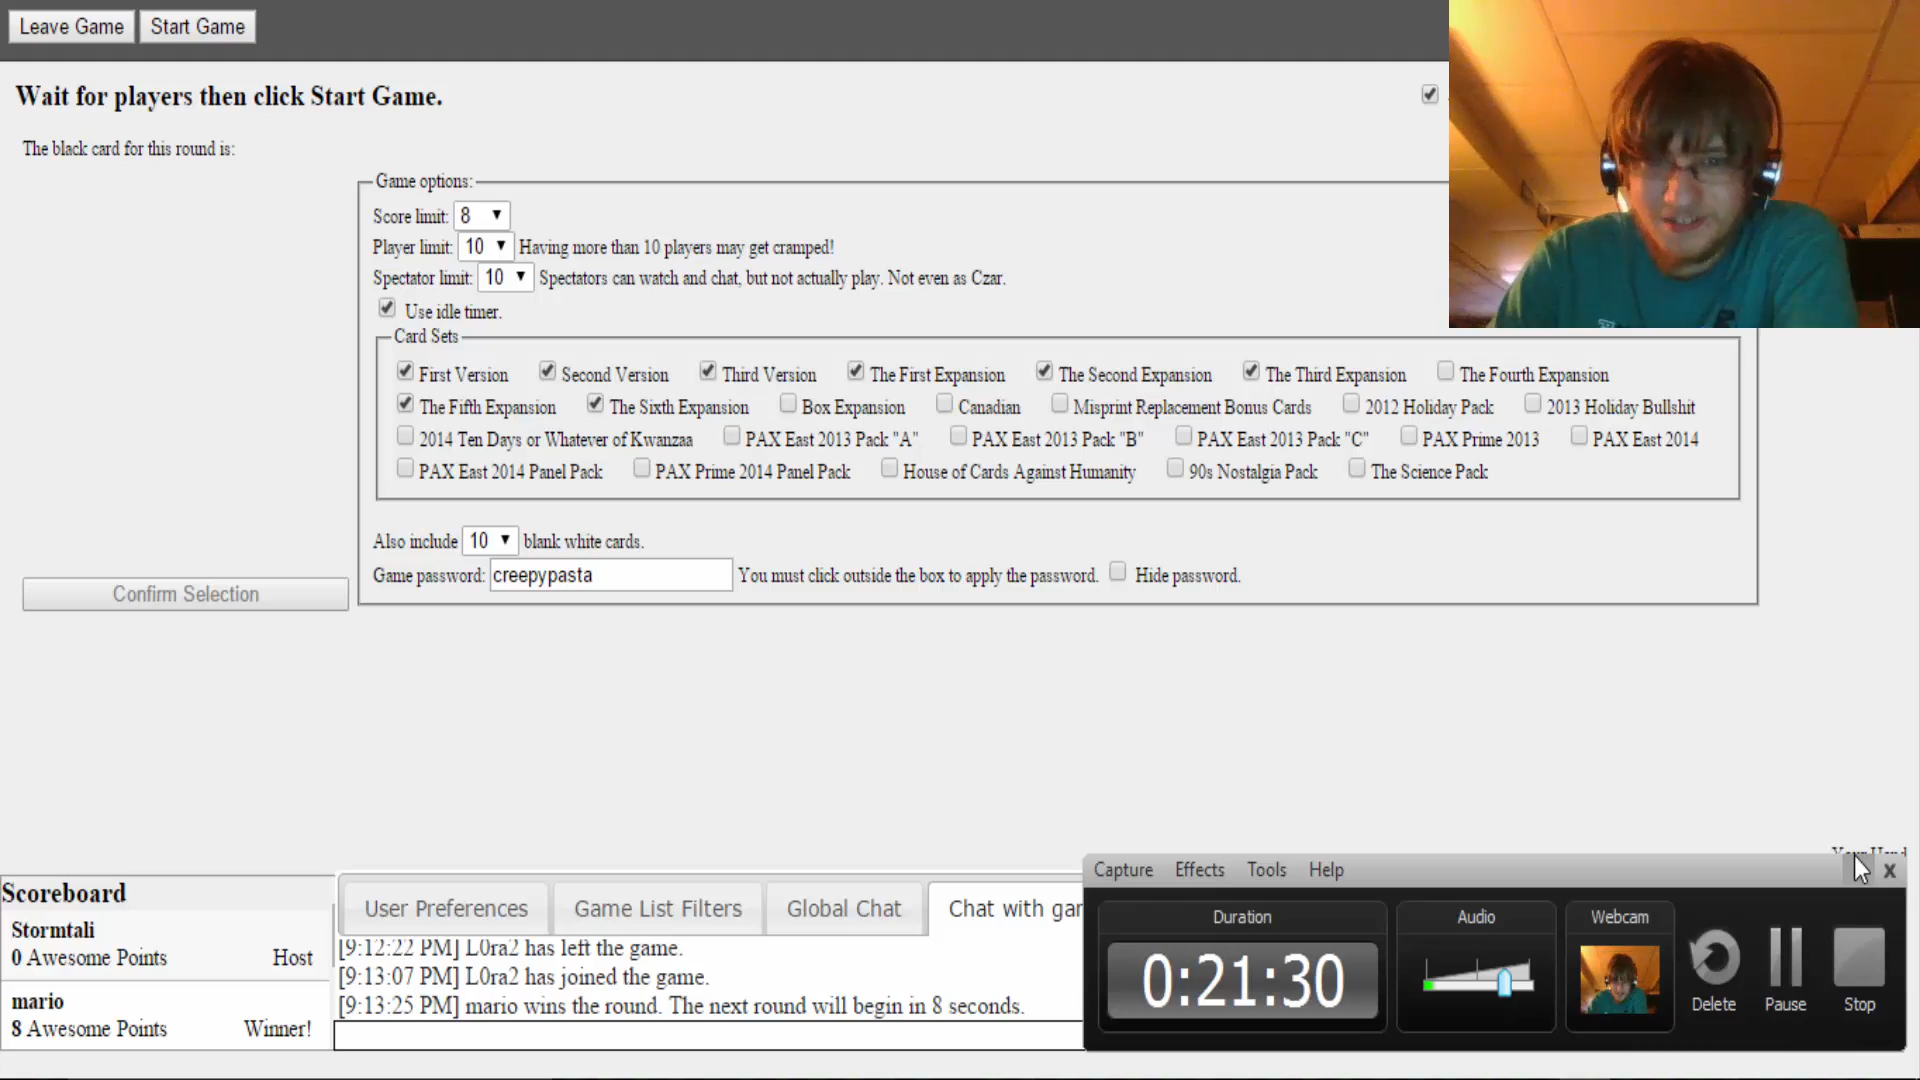 Leave Game Start Game
Wait for players then click Start Game.
The black card for this round is:
Game options:
Score limit: 8
Player limit: 10 Having more than 10 players may get cramped!
Spectator limit: 10 Spectators can watch and chat, but not actually play. Not even as Czar.
Use idle timer.
Card Sets
First Version Second Version Third Version The First Expansion The Second Expansion The Third Expansion The Fourth Expansion
The Fifth Expansion The Sixth Expansion Box Expansion Canadian Misprint Replacement Bonus Cards 2012 Holiday Pack 2013 Holiday Bullshit
2014 Ten Days or Whatever of Kwanzaa PAX East 2013 Pack "A" PAX East 2013 Pack "B" PAX East 2013 Pack "C" PAX Prime 2013 PAX East 2014
PAX East 2014 Panel Pack PAX Prime 2014 Panel Pack House of Cards Against Humanity 90s Nostalgia Pack The Science Pack
Also include 10 blank white cards.
Game password: creepypasta You must click outside the box to apply the password. Hide password.
Confirm Selection
Scoreboard
Stormtali
0 Awesome Points Host
mario
8 Awesome Points Winner!
User Preferences Game List Filters Global Chat Chat with gar
[9:12:22 PM] L0ra2 has left the game.
[9:13:07 PM] L0ra2 has joined the game.
[9:13:25 PM] mario wins the round. The next round will begin in 8 seconds.
Capture Effects Tools Help x
Duration Audio Webcam
0:21:30
Delete Pause Stop